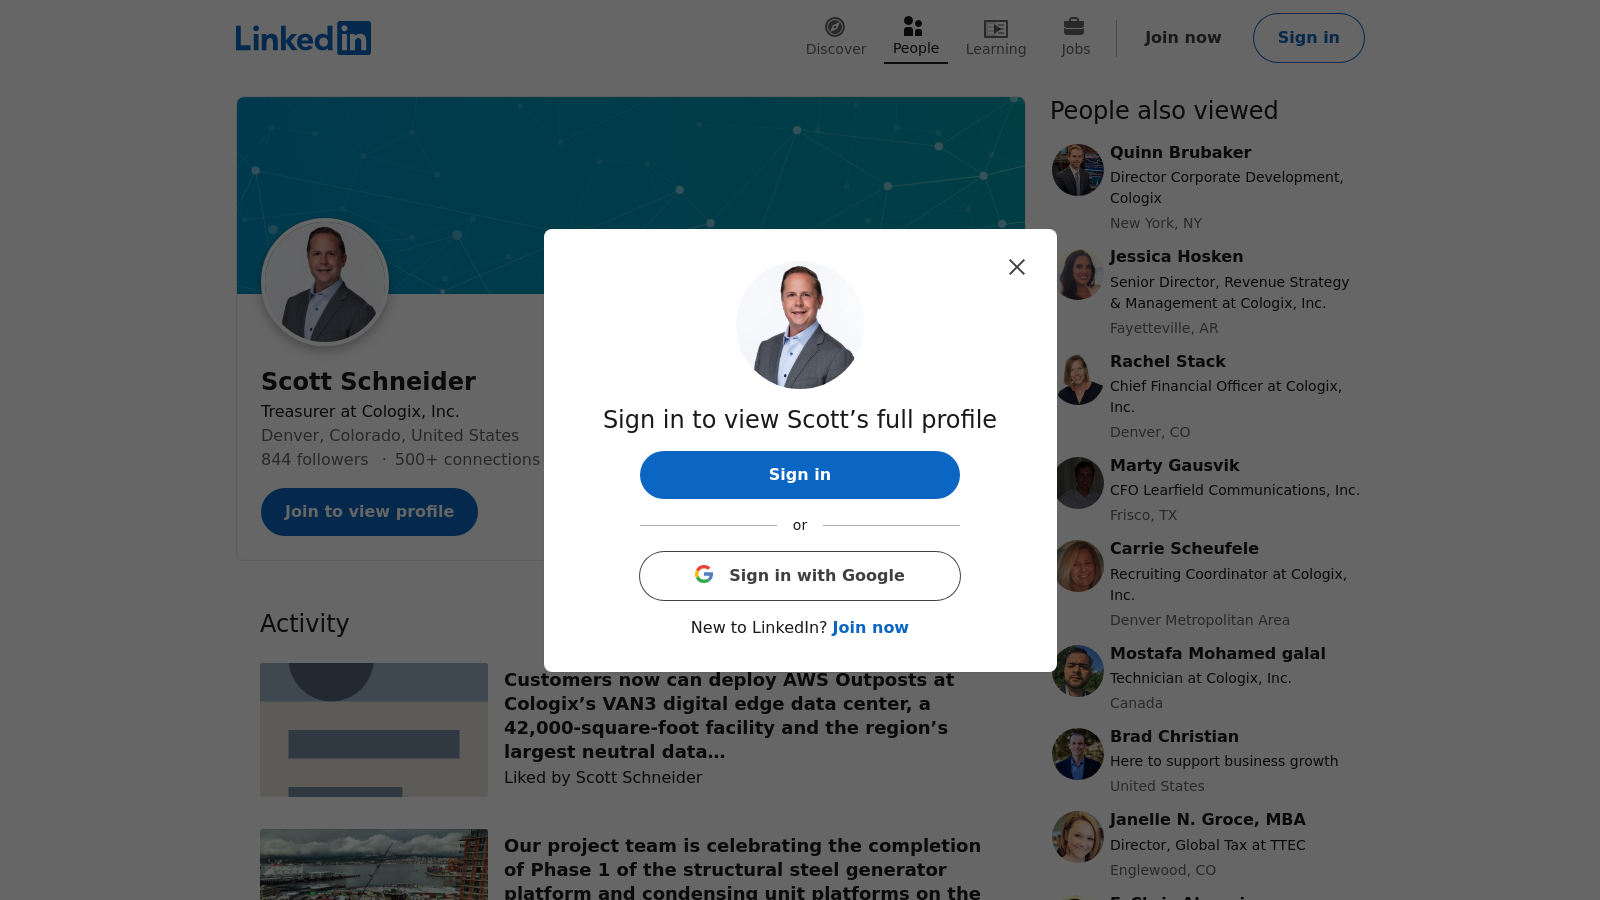 Linked in
Discover
People
Learning
Jobs
Join now
Sign in
Scott Schneider
Treasurer at Cologix, Inc.
Denver, Colorado, United States
844 followers · 500+ connections
Join to view profile
Sign in to view Scott’s full profile
Sign in
or
Sign in with Google
New to LinkedIn? Join now
Activity
Customers now can deploy AWS Outposts at
Cologix’s VAN3 digital edge data center, a
42,000-square-foot facility and the region’s
largest neutral data…
Liked by Scott Schneider
Our project team is celebrating the completion
of Phase 1 of the structural steel generator
platform and condensing unit platforms on the
People also viewed
Quinn Brubaker
Director Corporate Development,
Cologix
New York, NY
Jessica Hosken
Senior Director, Revenue Strategy
& Management at Cologix, Inc.
Fayetteville, AR
Rachel Stack
Chief Financial Officer at Cologix,
Inc.
Denver, CO
Marty Gausvik
CFO Learfield Communications, Inc.
Frisco, TX
Carrie Scheufele
Recruiting Coordinator at Cologix,
Inc.
Denver Metropolitan Area
Mostafa Mohamed galal
Technician at Cologix, Inc.
Canada
Brad Christian
Here to support business growth
United States
Janelle N. Groce, MBA
Director, Global Tax at TTEC
Englewood, CO